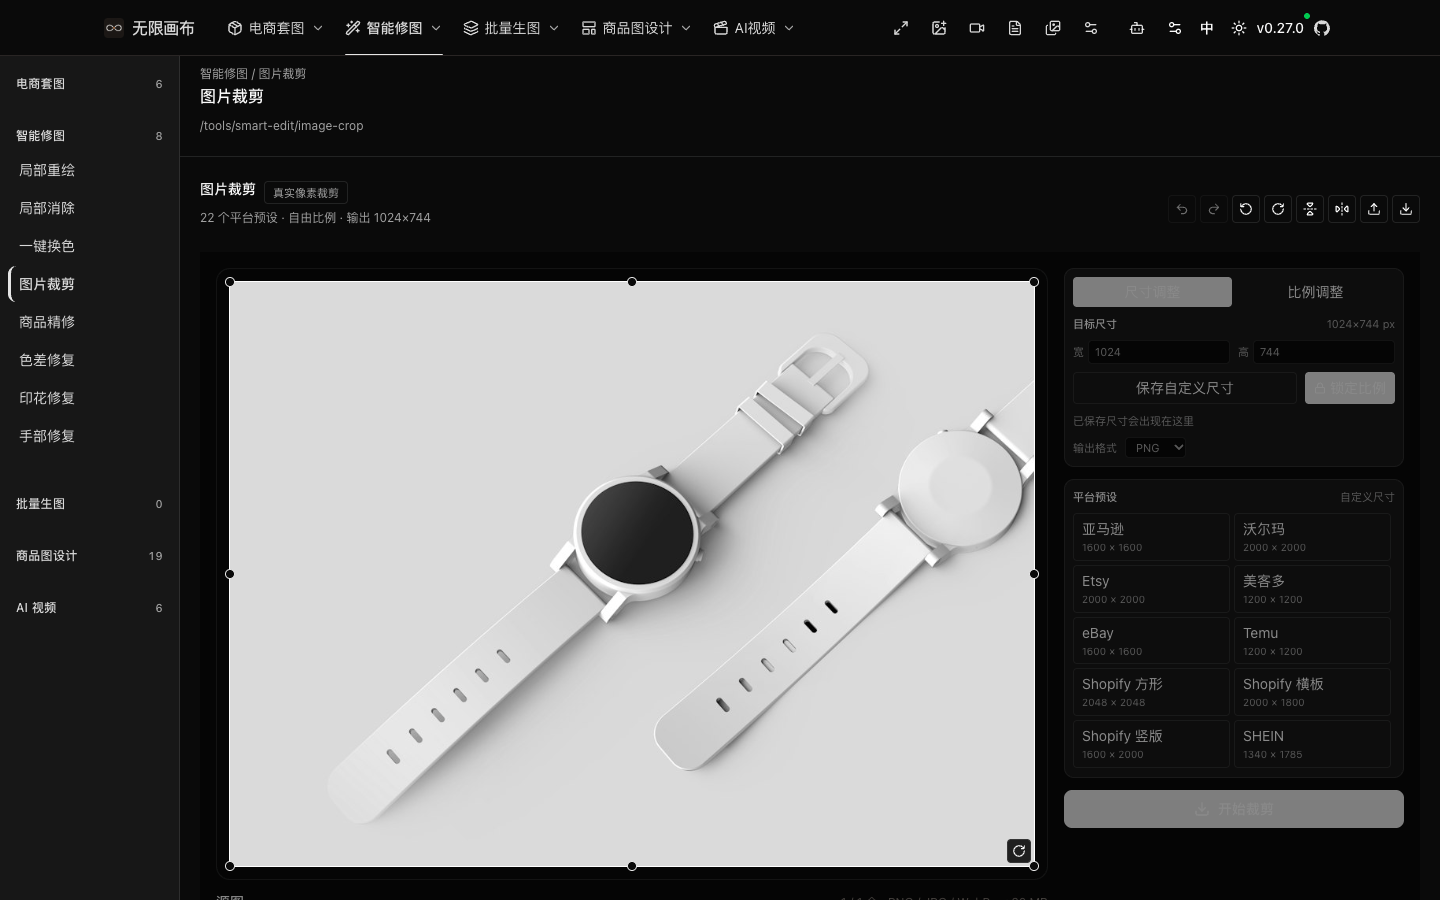 无限画布
电商套图
智能修图
批量生图
商品图设计
AI视频
中
v0.27.0
电商套图 6
智能修图 8
局部重绘
局部消除
一键换色
图片裁剪
商品精修
色差修复
印花修复
手部修复
批量生图 0
商品图设计 19
AI 视频 6
智能修图 / 图片裁剪
图片裁剪
/tools/smart-edit/image-crop
图片裁剪 真实像素裁剪
22 个平台预设 · 自由比例 · 输出 1024×744
尺寸调整 比例调整
目标尺寸 1024×744 px
宽 1024 高 744
保存自定义尺寸 锁定比例
已保存尺寸会出现在这里
输出格式 PNG
平台预设 自定义尺寸
亚马逊
1600 × 1600
沃尔玛
2000 × 2000
Etsy
2000 × 2000
美客多
1200 × 1200
eBay
1600 × 1600
Temu
1200 × 1200
Shopify 方形
2048 × 2048
Shopify 横板
2000 × 1800
Shopify 竖版
1600 × 2000
SHEIN
1340 × 1785
开始裁剪